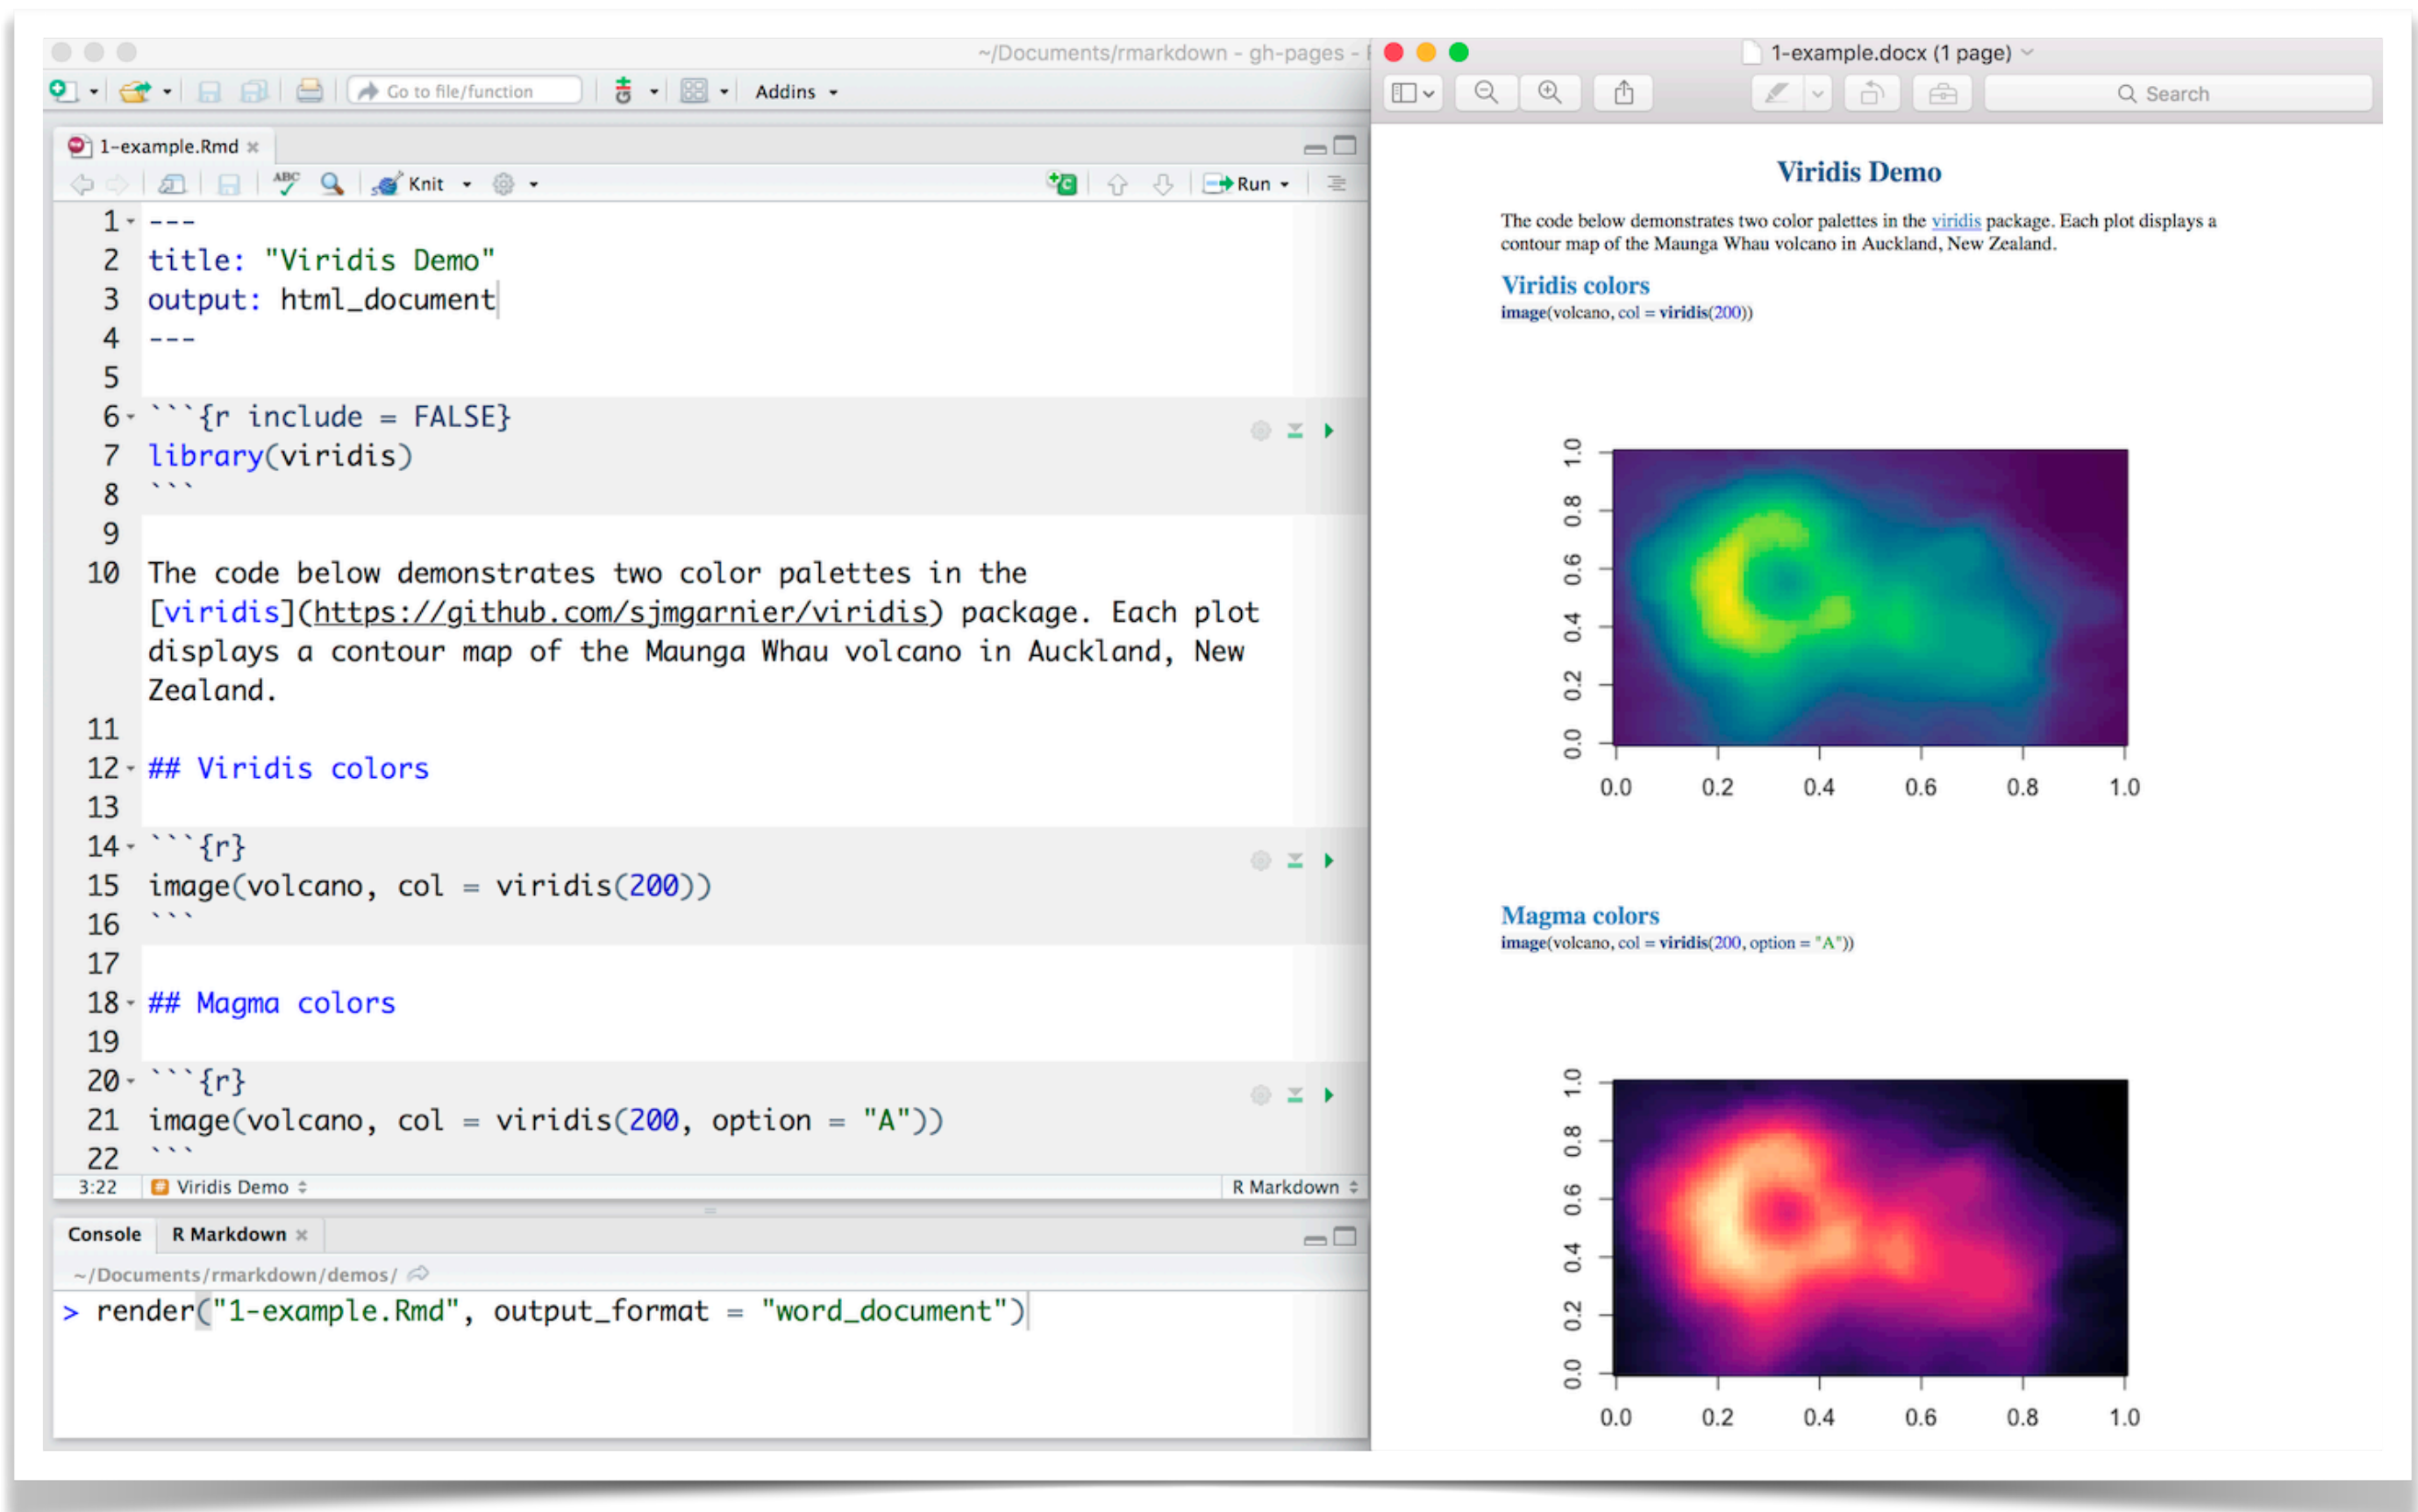 ~/Documents/rmarkdown - gh-pages -
Go to file/function
Addins
1-example.Rmd
ABC
Knit
Run
1 ---
2 title: "Viridis Demo"
3 output: html_document
4 ---
5
6 ```{r include = FALSE}
7 library(viridis)
8 ```
9
10 The code below demonstrates two color palettes in the
[viridis](https://github.com/sjmgarnier/viridis) package. Each plot
displays a contour map of the Maunga Whau volcano in Auckland, New
Zealand.
11
12 ## Viridis colors
13
14 ```{r}
15 image(volcano, col = viridis(200))
16 ```
17
18 ## Magma colors
19
20 ```{r}
21 image(volcano, col = viridis(200, option = "A"))
22 ```
3:22 Viridis Demo
R Markdown
Console R Markdown
~/Documents/rmarkdown/demos/
> render("1-example.Rmd", output_format = "word_document")
1-example.docx (1 page)
Search
Viridis Demo
The code below demonstrates two color palettes in the viridis package. Each plot displays a
contour map of the Maunga Whau volcano in Auckland, New Zealand.
Viridis colors
image(volcano, col = viridis(200))
1.0
0.8
0.6
0.4
0.2
0.0
0.0 0.2 0.4 0.6 0.8 1.0
Magma colors
image(volcano, col = viridis(200, option = "A"))
1.0
0.8
0.6
0.4
0.2
0.0
0.0 0.2 0.4 0.6 0.8 1.0